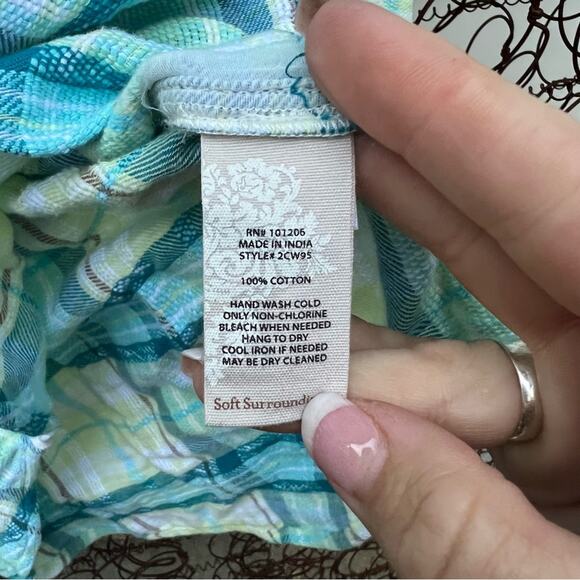 RN# 101206
MADE IN INDIA
STYLE# 2CW95
100% COTTON
HAND WASH COLD
ONLY NON-CHLORINE
BLEACH WHEN NEEDED
HANG TO DRY
COOL IRON IF NEEDED
MAY BE DRY CLEANED
Soft